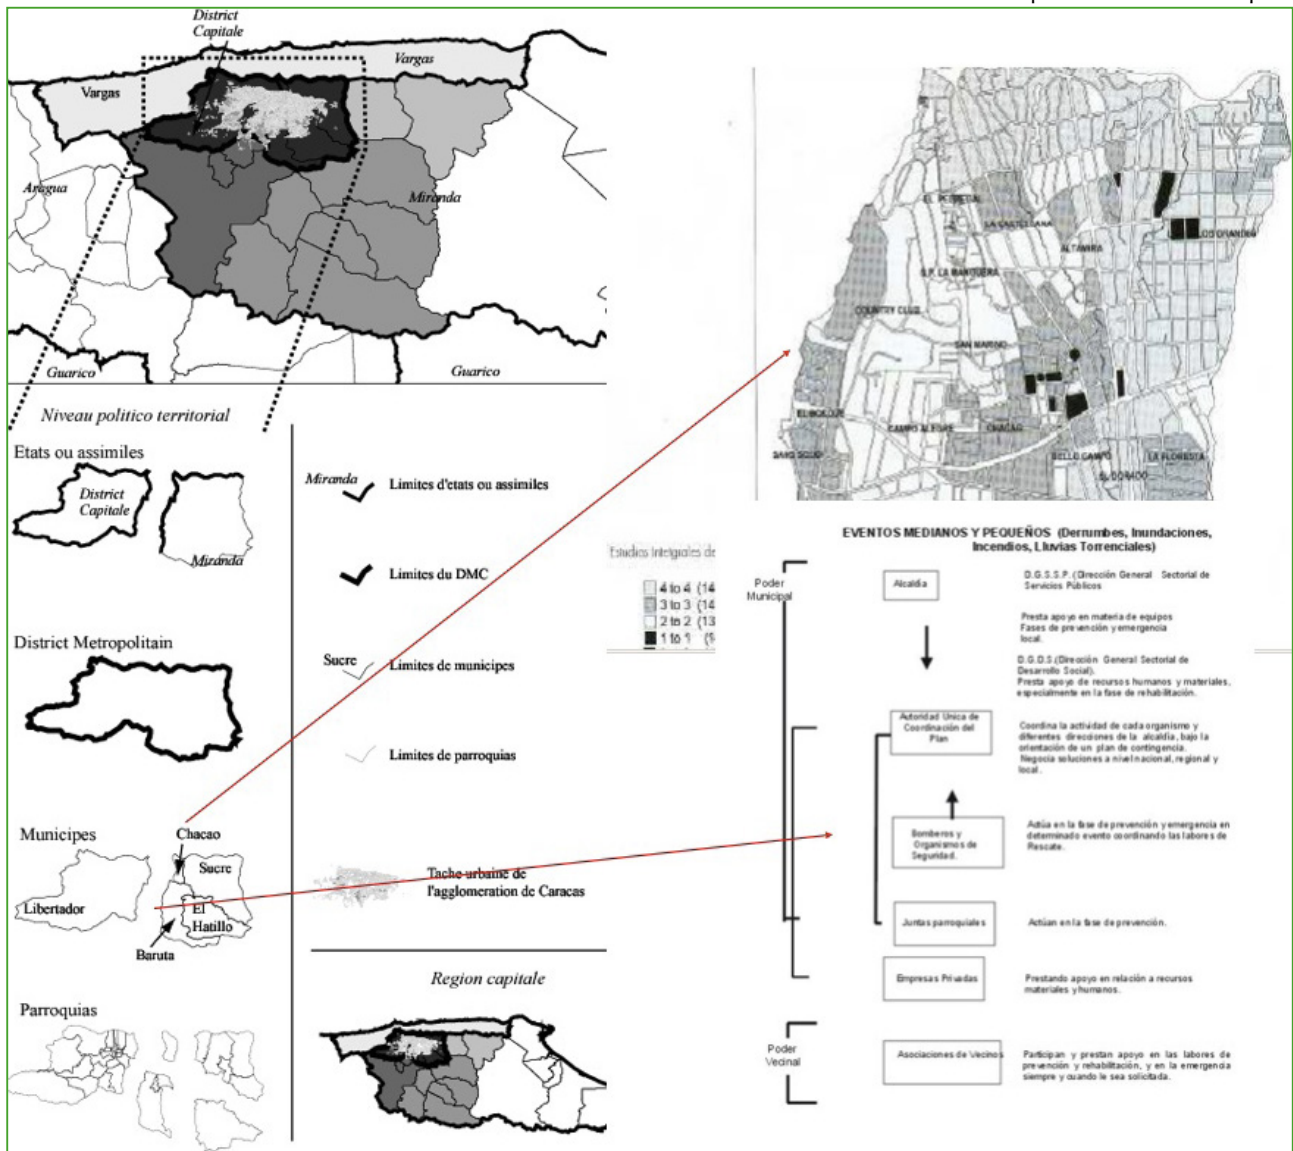 District
Capitale
Vargas
Vargas
Aragua
Miranda
Guarico
Guarico
Niveau politico territorial
Etats ou assimiles
District
Capitale
Miranda
District Metropolitain
Municipes
Chacao
Sucre
Libertador
El
Hatillo
Baruta
Parroquias
Miranda
Limites d'etats ou assimiles
Limites du DMC
Sucre
Limites de municipes
Limites de parroquias
Tache urbaine de
l'agglomeration de Caracas
Region capitale
EL PEDREGAL
LA CASTELLANA
ALTAMIRA
LOS GRANDES
S.P. LA MANGUERA
COUNTRY CLUB
SAN MARINO
EL BOSQUE
CAMPO ALEGRE
CHACAO
BELLO CAMPO
LA FLORESTA
EL DORADO
Estudios Integrales de
4 to 4 (14
3 to 3 (14
2 to 2 (13
1 to 1
EVENTOS MEDIANOS Y PEQUEÑOS (Derrumbes, Inundaciones,
Incendios, Lluvias Torrenciales)
Poder
Municipal
Alcaldía
D.G.S.S.P.(Dirección General Sectorial de
Servicios Públicos
Presta apoyo en materia de equipos
Fases de prevención y emergencia
local.
D.G.D.S.(Dirección General Sectorial de
Desarrollo Social).
Presta apoyo de recursos humanos y materiales,
especialmente en la fase de rehabilitación.
Autoridad Unica de
Coordinación del
Plan
Coordina la actividad de cada organismo y
diferentes direcciones de la alcaldía, bajo la
orientación de un plan de contingencia.
Negocia soluciones a nivel nacional, regional y
local.
Bomberos y
Organismos de
Seguridad.
Actúa en la fase de prevención y emergencia en
determinado evento coordinando las labores de
Rescate.
Juntas parroquiales
Actúan en la fase de prevención.
Empresas Privadas
Prestando apoyo en relación a recursos
materiales y humanos.
Poder
Vecinal
Asociaciones de Vecinos
Participan y prestan apoyo en las labores de
prevención y rehabilitación, y en la emergencia
siempre y cuando le sea solicitada.